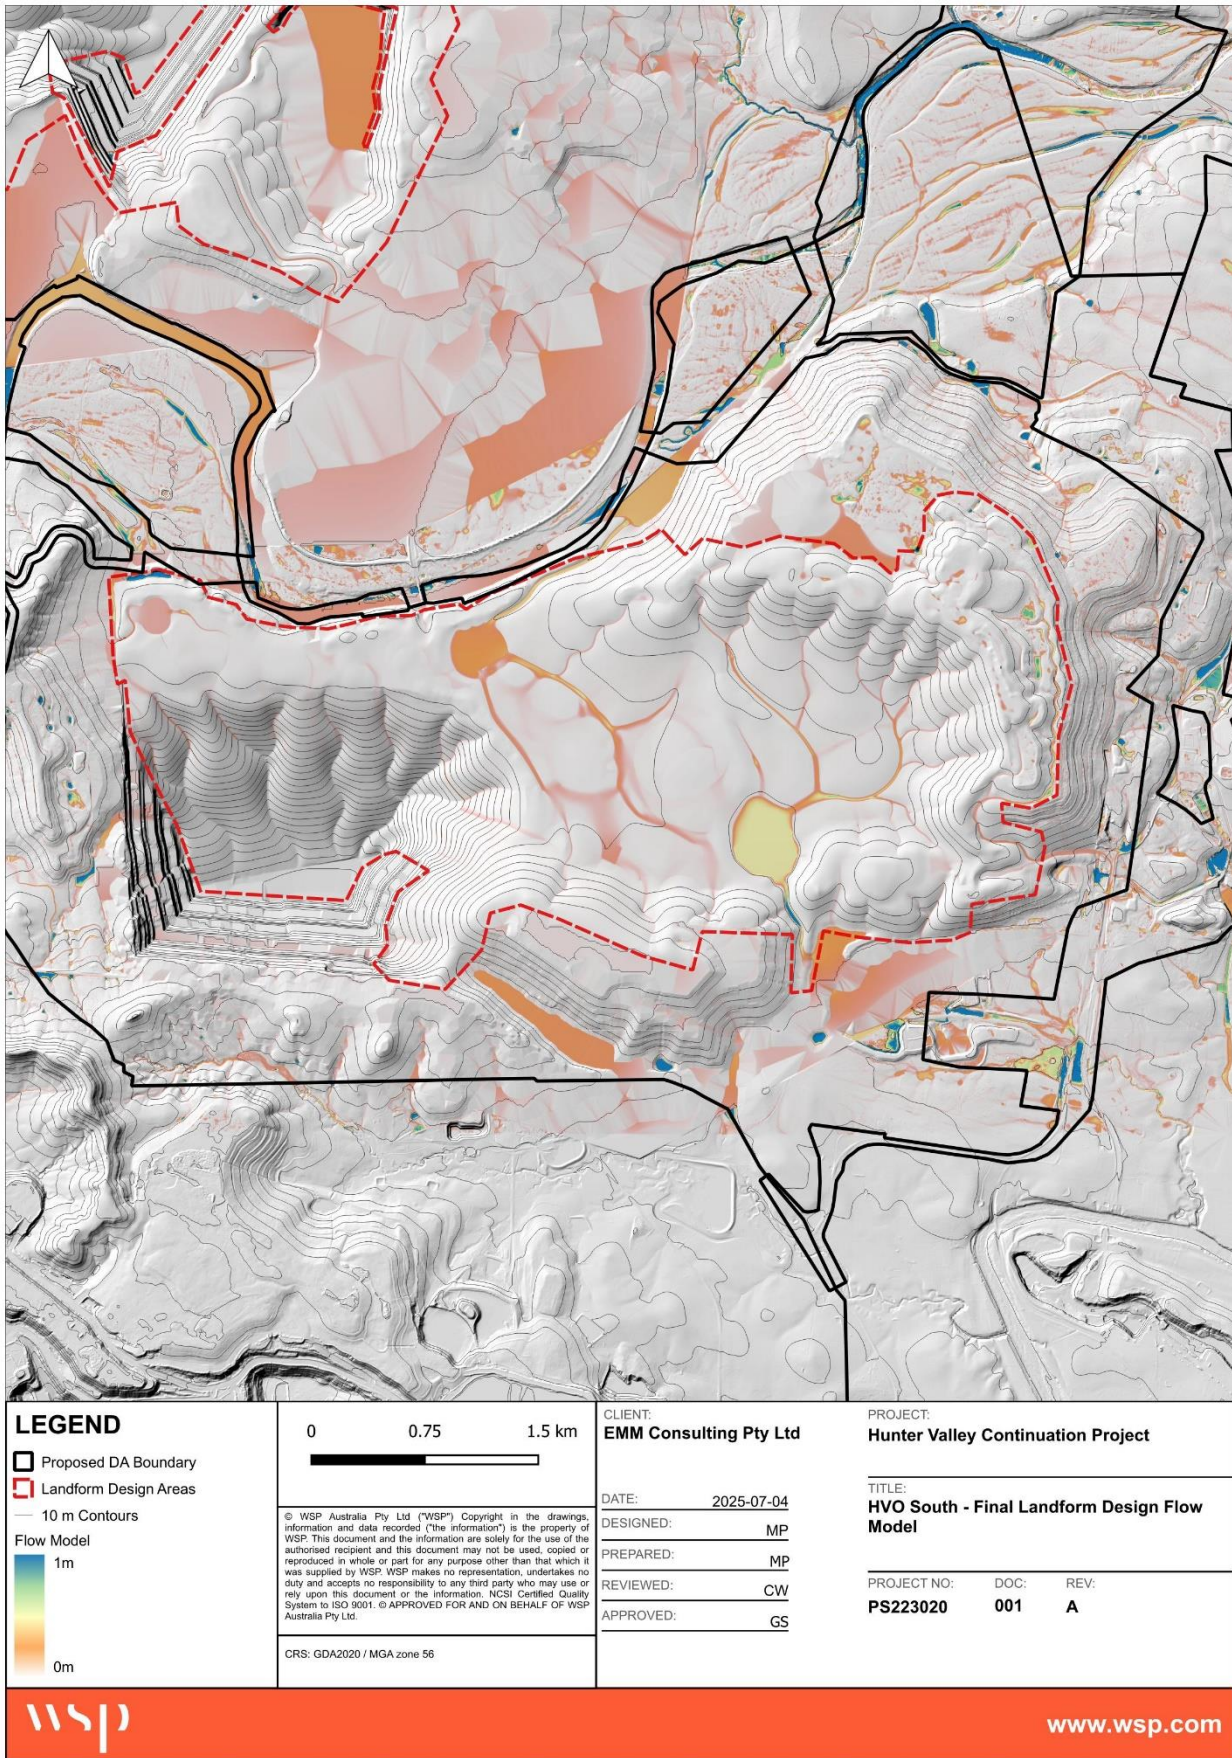 LEGEND
Proposed DA Boundary
Landform Design Areas
10 m Contours
Flow Model
1m
0m
0 0.75 1.5 km
© WSP Australia Pty Ltd ("WSP") Copyright in the drawings,
information and data recorded ("the information") is the property of
WSP. This document and the information are solely for the use of the
authorised recipient and this document may not be used, copied or
reproduced in whole or part for any purpose other than that which it
was supplied by WSP. WSP makes no representation, undertakes no
duty and accepts no responsibility to any third party who may use or
rely upon this document or the information. NCSI Certified Quality
System to ISO 9001. © APPROVED FOR AND ON BEHALF OF WSP
Australia Pty Ltd.
CRS: GDA2020 / MGA zone 56
CLIENT:
EMM Consulting Pty Ltd
DATE: 2025-07-04
DESIGNED: MP
PREPARED: MP
REVIEWED: CW
APPROVED: GS
PROJECT:
Hunter Valley Continuation Project
TITLE:
HVO South - Final Landform Design Flow
Model
PROJECT NO: DOC: REV:
PS223020 001 A
wsp
www.wsp.com